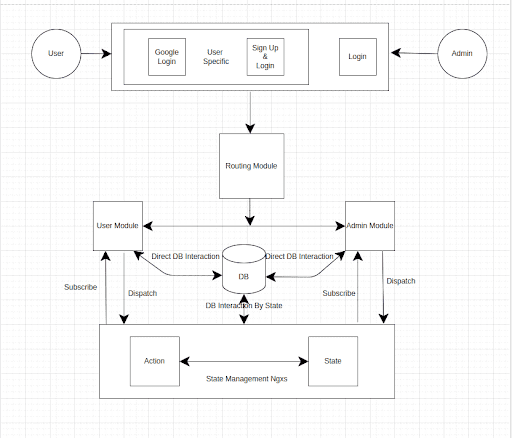 User
Google
Login
User
Specific
Sign Up
&
Login
Login
Admin
Routing Module
User Module
Admin Module
Direct DB Interaction
Direct DB Interaction
DB
Subscribe
Dispatch
DB Interaction By State
Subscribe
Dispatch
Action
State
State Management Ngxs